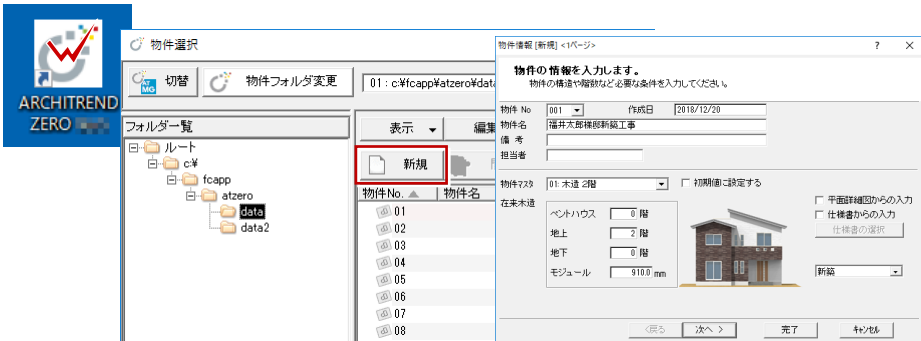 ARCHITREND
ZERO
物件選択
AT
MG
切替
物件フォルダ変更
01 : c:¥fcapp¥atzero¥data
フォルダ一覧
ルート
c:¥
fcapp
atzero
data
data2
表示
編集
新規
物件No.
物件名
01
02
03
04
05
06
07
08
物件情報 [新規] <1ページ>
? ×
物件の情報を入力します。
物件の構造や階数など必要な条件を入力してください。
物件 No 001 作成日 2018/12/20
物件名 福井太郎様邸新築工事
備 考
担当者
物件マスタ 01: 木造 2階 初期値に設定する
在来木造
ペントハウス 0 階
地上 2 階
地下 0 階
モジュール 910.0 mm
平面詳細図からの入力
仕様書からの入力
仕様書の選択
新築
<戻る 次へ > 完了 キャンセル